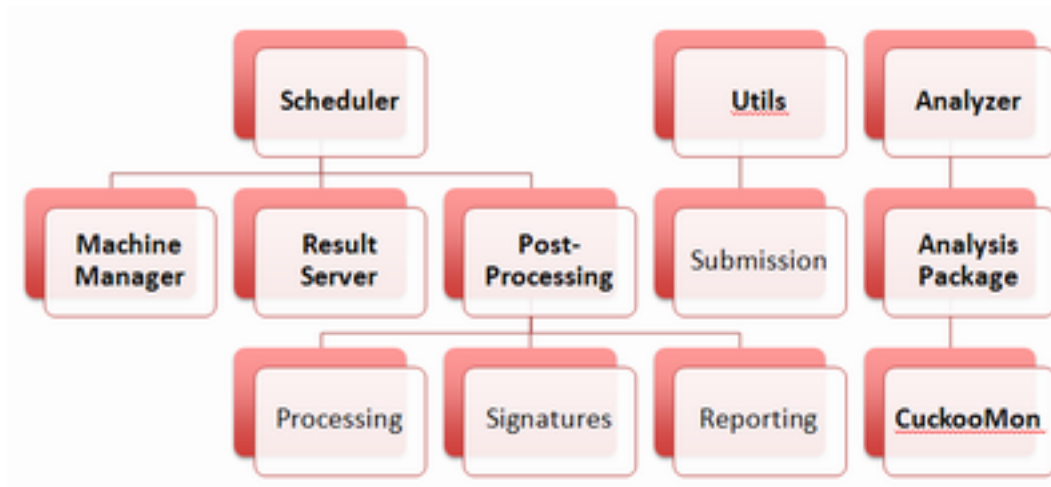 Scheduler
Utils
Analyzer
Machine
Manager
Result
Server
Post-
Processing
Submission
Analysis
Package
Processing
Signatures
Reporting
CuckooMon